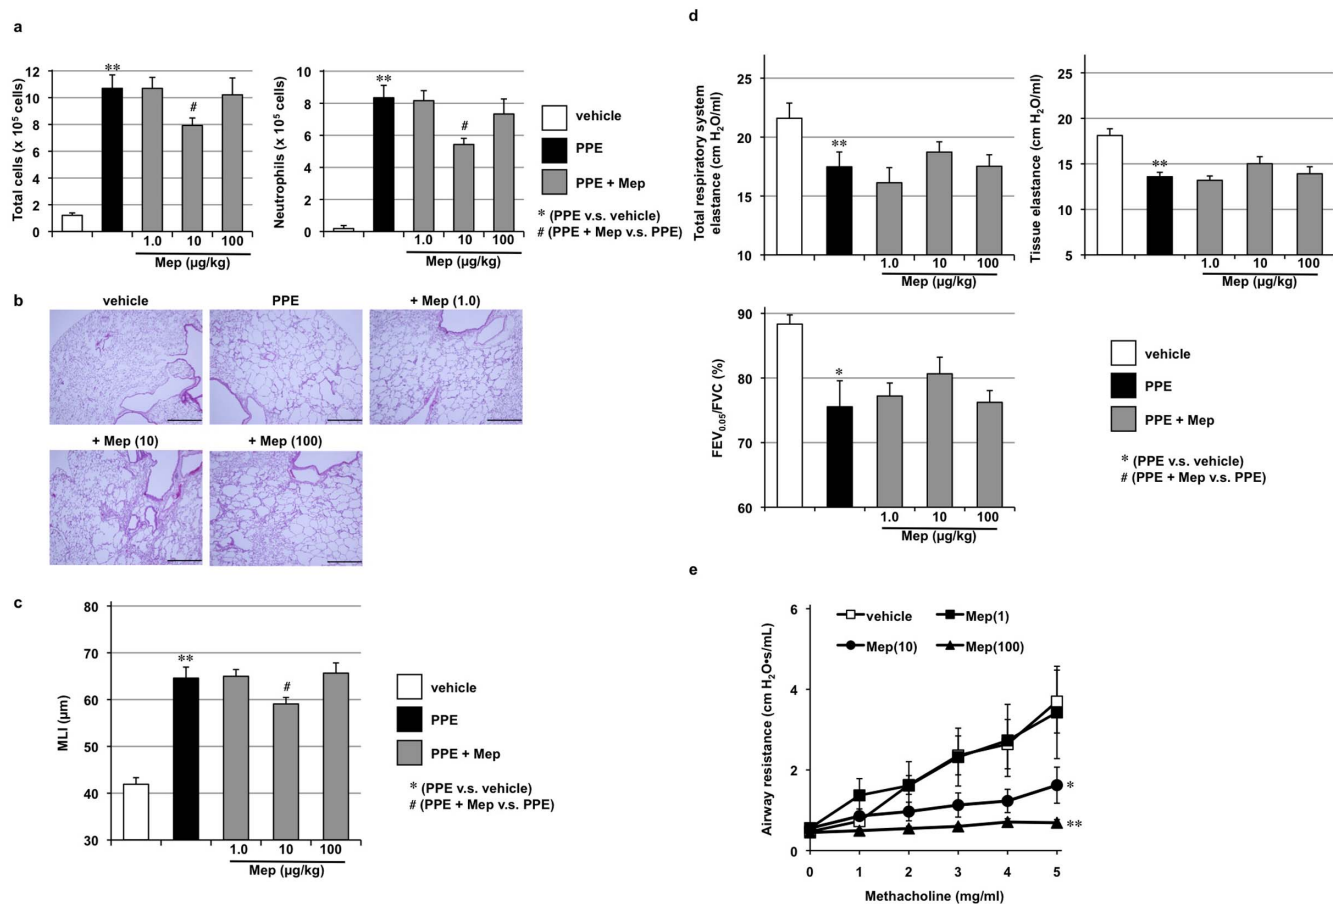 a
Total cells (x 10⁵ cells)
12
10
8
6
4
2
0
**
#
1.0 10 100
Mep (µg/kg)
Neutrophils (x 10⁵ cells)
10
8
6
4
2
0
**
#
1.0 10 100
Mep (µg/kg)
vehicle
PPE
PPE + Mep
* (PPE v.s. vehicle)
# (PPE + Mep v.s. PPE)
b
vehicle PPE + Mep (1.0)
+ Mep (10) + Mep (100)
c
MLI (µm)
80
70
60
50
40
30
**
#
1.0 10 100
Mep (µg/kg)
vehicle
PPE
PPE + Mep
* (PPE v.s. vehicle)
# (PPE + Mep v.s. PPE)
d
Total respiratory system
elastance (cm H₂O/ml)
25
20
15
10
**
1.0 10 100
Mep (µg/kg)
Tissue elastance (cm H₂O/ml)
25
20
15
10
5
**
1.0 10 100
Mep (µg/kg)
FEV₀.₀₅/FVC (%)
90
80
70
60
*
1.0 10 100
Mep (µg/kg)
vehicle
PPE
PPE + Mep
* (PPE v.s. vehicle)
# (PPE + Mep v.s. PPE)
e
Airway resistance (cm H₂O•s/mL)
6
4
2
0
vehicle Mep(1)
Mep(10) Mep(100)
*
**
0 1 2 3 4 5
Methacholine (mg/ml)